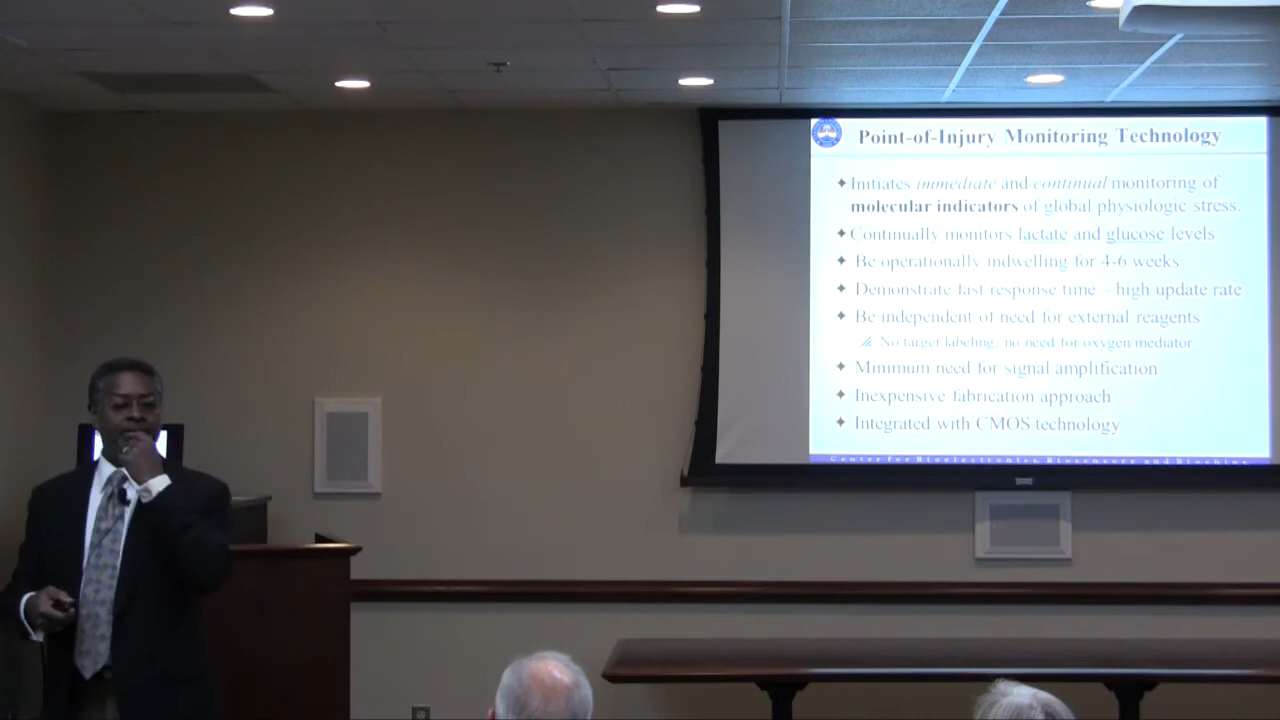 Point-of-Injury Monitoring Technology
Initiates immediate and continual monitoring of
molecular indicators of global physiologic stress.
Continually monitors lactate and glucose levels
Be operationally indwelling for 4-6 weeks
Demonstrate fast response time – high update rate
Be independent of need for external reagents
No target labeling, no need for oxygen mediator
Minimum need for signal amplification
Inexpensive fabrication approach
Integrated with CMOS technology
Center for Bioelectronics, Biosensors and Biochips